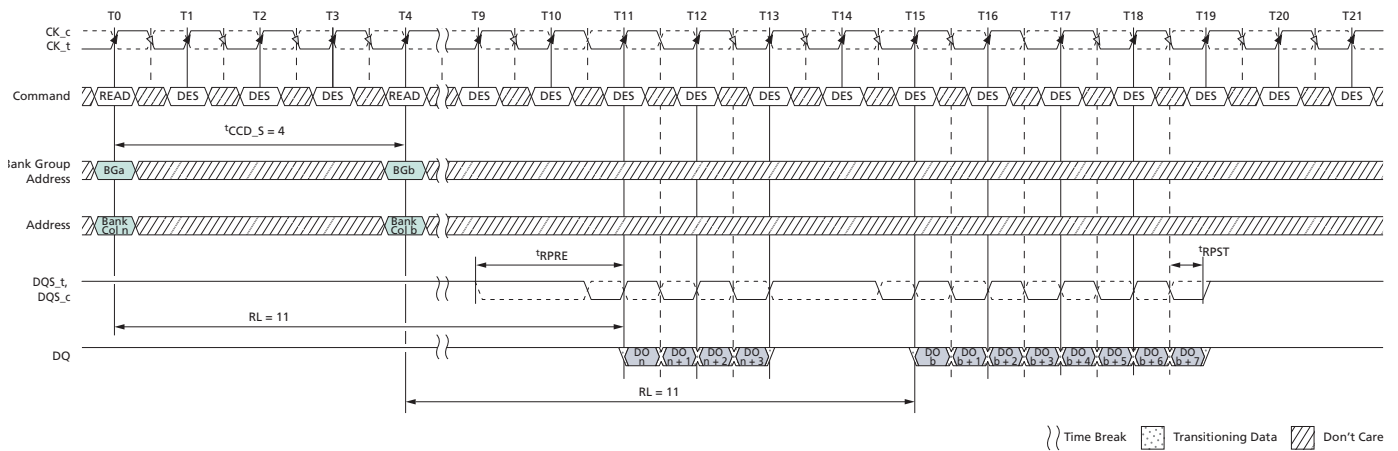 T0 T1 T2 T3 T4 T9 T10 T11 T12 T13 T14 T15 T16 T17 T18 T19 T20 T21
CK_c
CK_t
Command READ DES DES DES READ DES DES DES DES DES DES DES DES DES DES DES DES DES
tCCD_S = 4
Bank Group
Address
BGa BGb
Address
Bank
Col n
Bank
Col b
tRPRE tRPST
DQS_t,
DQS_c
RL = 11
DQ
DO
n
DO
n + 1
DO
n + 2
DO
n + 3
DO
b
DO
b + 1
DO
b + 2
DO
b + 3
DO
b + 4
DO
b + 5
DO
b + 6
DO
b + 7
RL = 11
Time Break Transitioning Data Don't Care